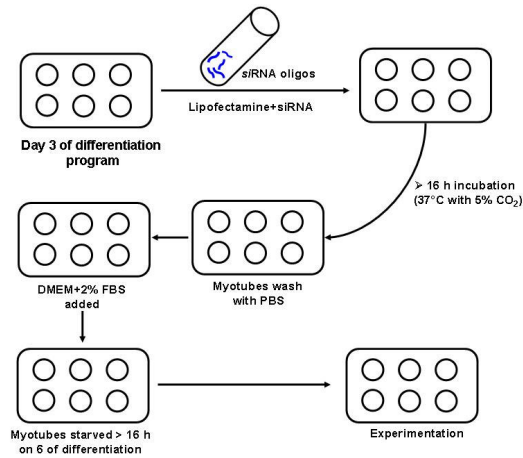 siRNA oligos
Lipofectamine+siRNA
Day 3 of differentiation
program
➢ 16 h incubation
(37°C with 5% CO₂)
Myotubes wash
with PBS
DMEM+2% FBS
added
Myotubes starved > 16 h
on 6 of differentiation
Experimentation